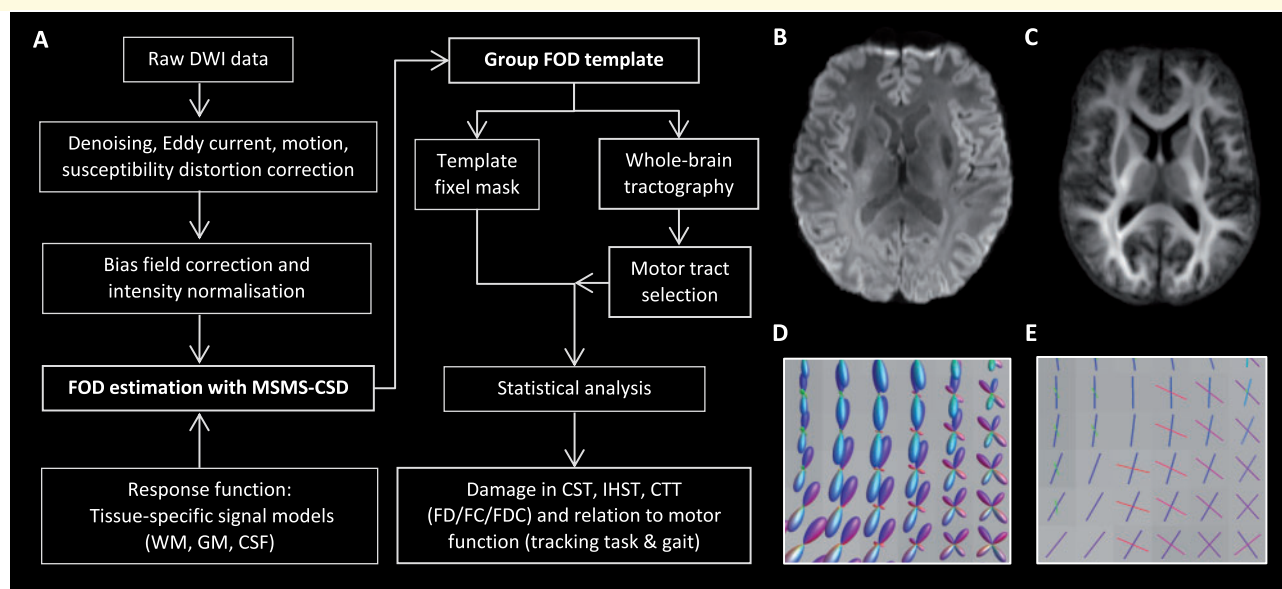 A
Raw DWI data
Denoising, Eddy current, motion,
susceptibility distortion correction
Bias field correction and
intensity normalisation
FOD estimation with MSMS-CSD
Response function:
Tissue-specific signal models
(WM, GM, CSF)
Group FOD template
Template
fixel mask
Whole-brain
tractography
Motor tract
selection
Statistical analysis
Damage in CST, IHST, CTT
(FD/FC/FDC) and relation to motor
function (tracking task & gait)
B
C
D
E